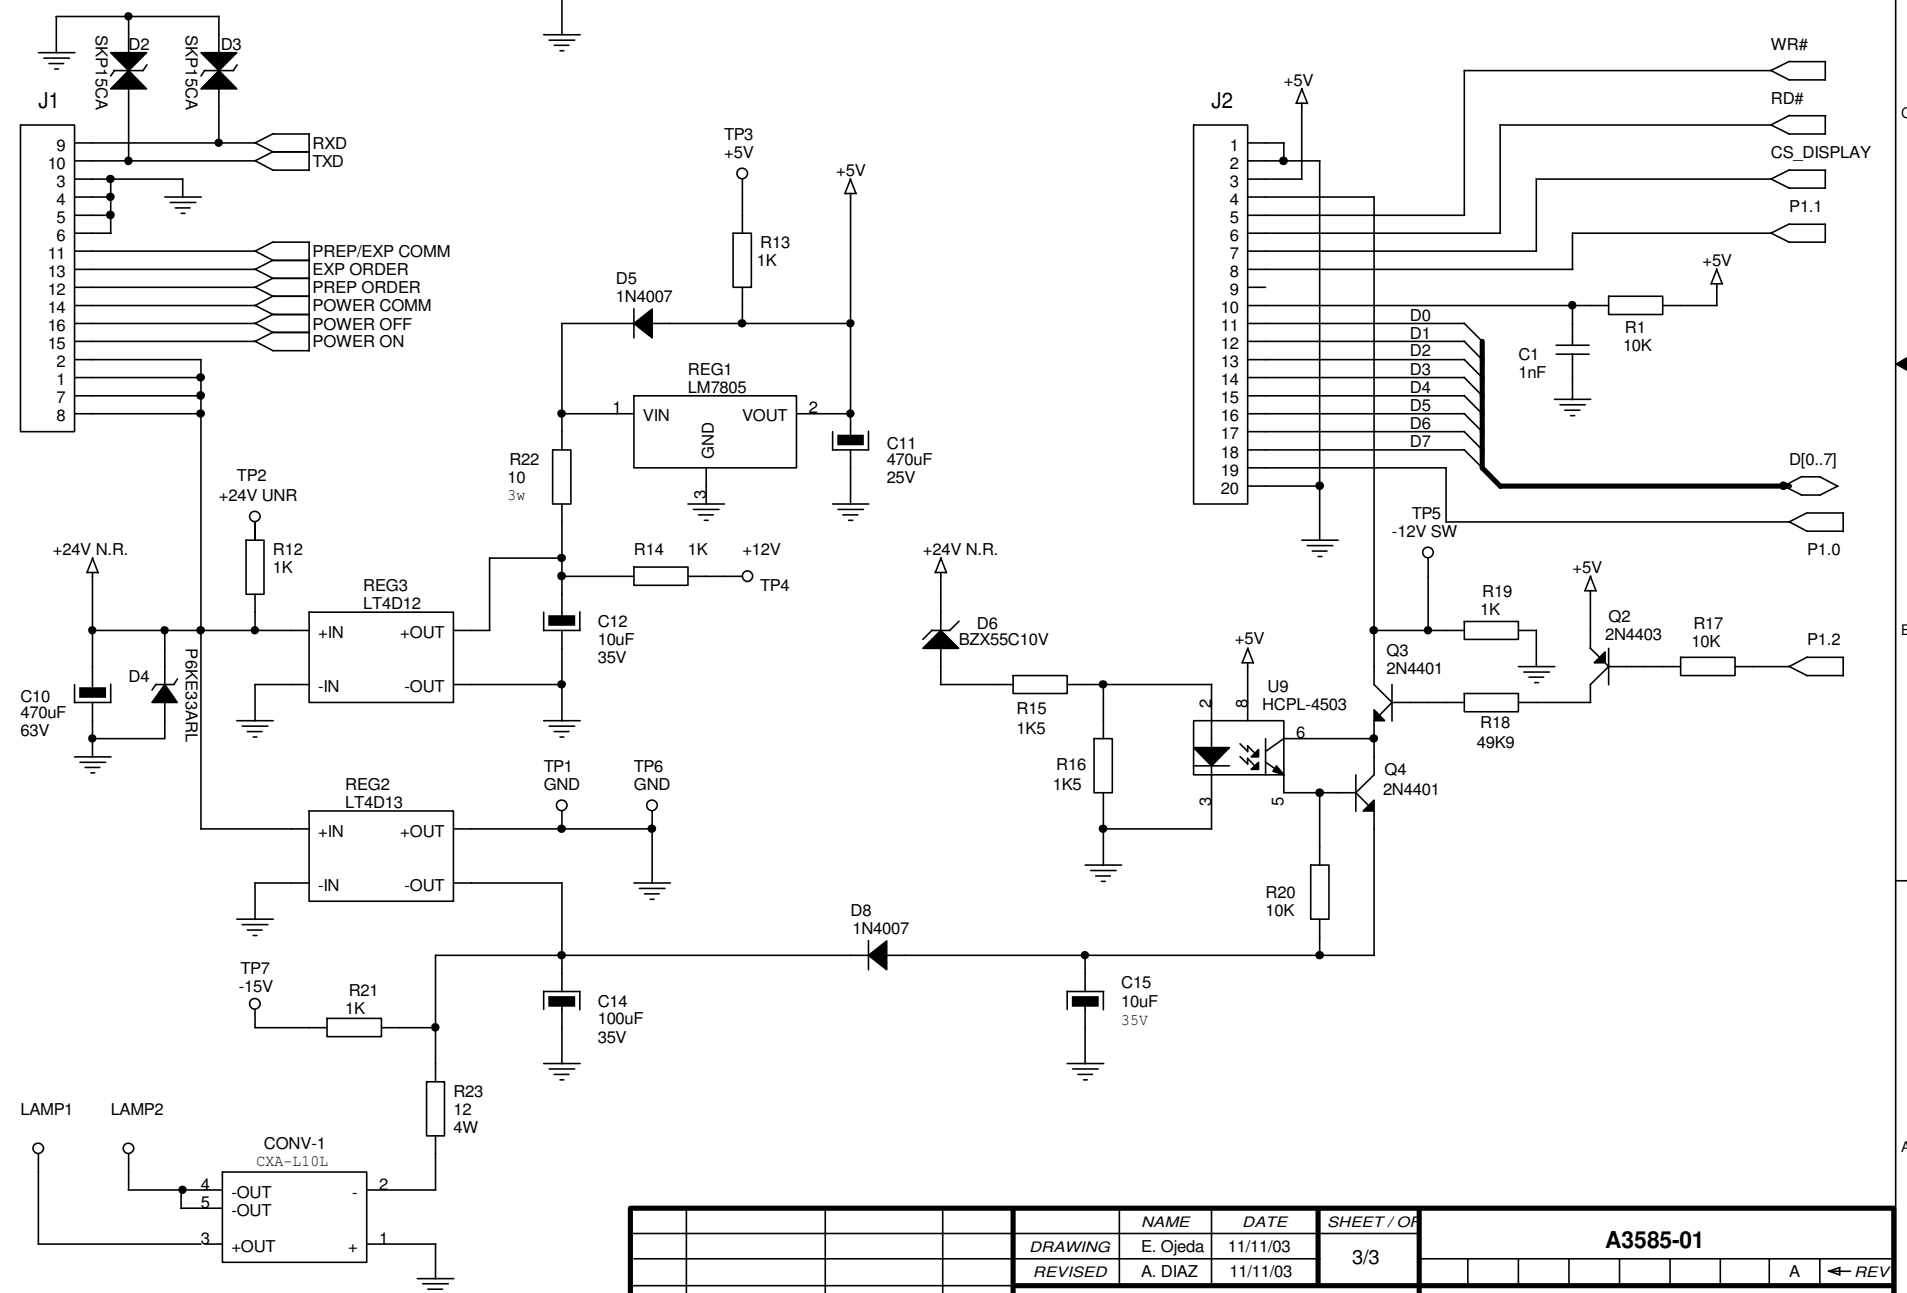 D2
SKP15CA
D3
SKP15CA
J1
9
10
3
4
5
6
11
13
12
14
16
15
2
1
7
8
RXD
TXD
PREP/EXP COMM
EXP ORDER
PREP ORDER
POWER COMM
POWER OFF
POWER ON
TP3
+5V
+5V
R13
1K
D5
1N4007
REG1
LM7805
1
VIN
VOUT
2
GND
3
C11
470uF
25V
R22
10
3w
TP2
+24V UNR
R12
1K
+24V N.R.
C10
470uF
63V
D4
P6KE33ARL
REG3
LT4D12
+IN
+OUT
-IN
-OUT
R14
1K
+12V
TP4
C12
10uF
35V
REG2
LT4D13
+IN
+OUT
-IN
-OUT
TP1
GND
TP6
GND
TP7
-15V
R21
1K
C14
100uF
35V
D8
1N4007
C15
10uF
35V
R23
12
4W
LAMP1
LAMP2
CONV-1
CXA-L10L
4
-OUT
-
2
5
-OUT
3
+OUT
+
1
J2
+5V
1
2
3
4
5
6
7
8
9
10
11
12
13
14
15
16
17
18
19
20
D0
D1
D2
D3
D4
D5
D6
D7
WR#
RD#
CS_DISPLAY
P1.1
+5V
R1
10K
C1
1nF
D[0..7]
P1.0
TP5
-12V SW
+24V N.R.
D6
BZX55C10V
R15
1K5
R16
1K5
+5V
U9
HCPL-4503
2
8
6
3
5
R19
1K
+5V
Q2
2N4403
R17
10K
P1.2
Q3
2N4401
R18
49K9
Q4
2N4401
R20
10K
C
B
A
NAME DATE SHEET / OF
DRAWING E. Ojeda 11/11/03
3/3
A3585-01
REVISED A. DIAZ 11/11/03
A REV